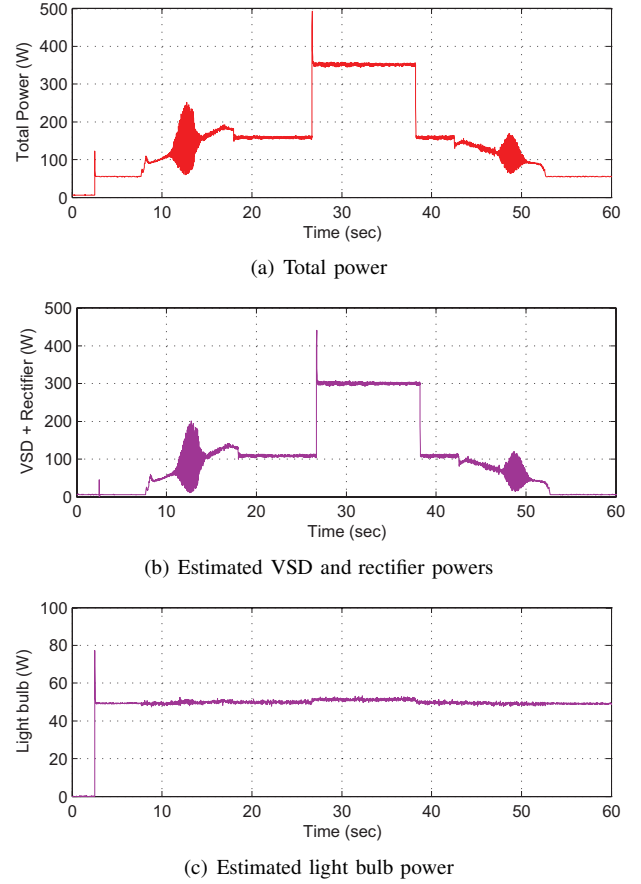 500
400
300
200
100
0
Total Power (W)
0 10 20 30 40 50 60
Time (sec)
(a) Total power
500
400
300
200
100
0
VSD + Rectifier (W)
10 20 30 40 50 60
Time (sec)
(b) Estimated VSD and rectifier powers
100
80
60
40
20
0
Light bulb (W)
0 10 20 30 40 50 60
Time (sec)
(c) Estimated light bulb power